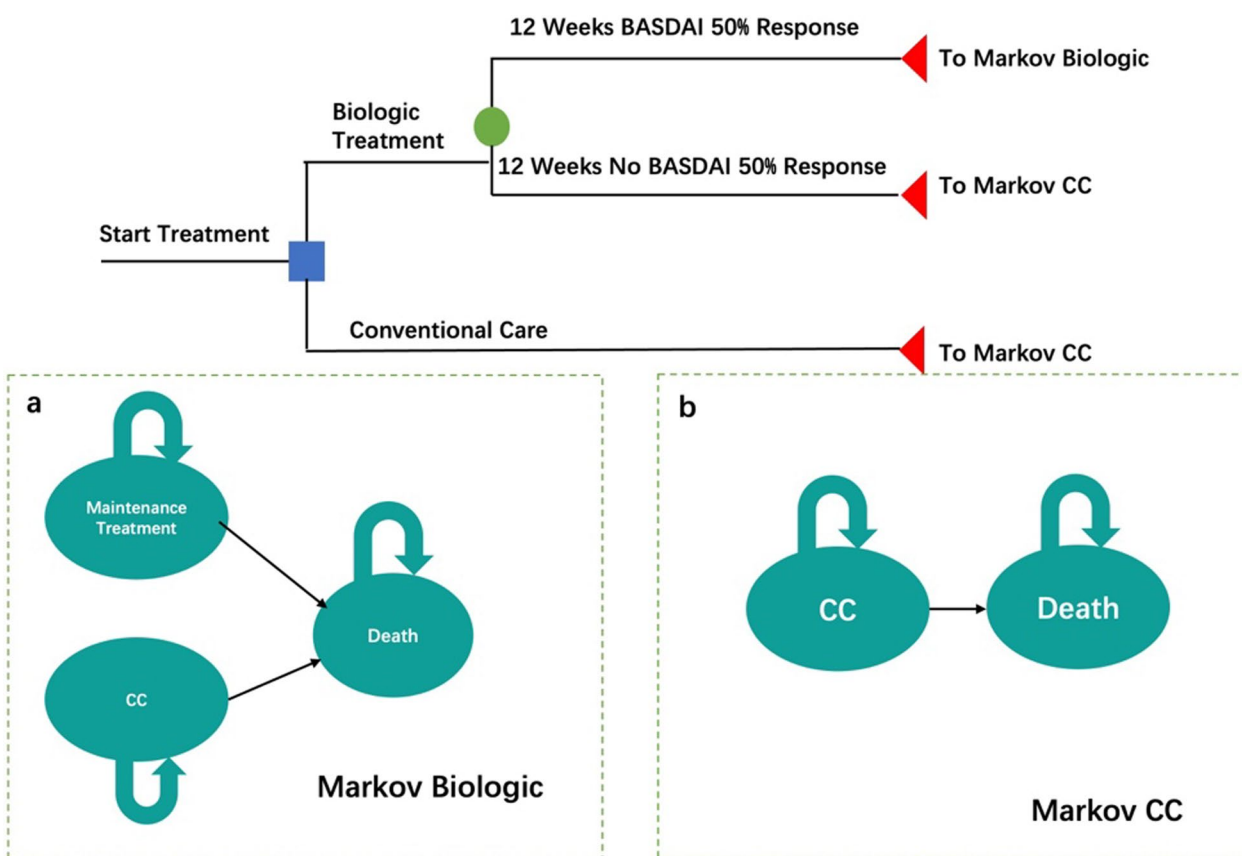 12 Weeks BASDAI 50% Response
To Markov Biologic
Biologic
Treatment
12 Weeks No BASDAI 50% Response
To Markov CC
Start Treatment
Conventional Care
To Markov CC
a
Maintenance
Treatment
Death
CC
Markov Biologic
b
CC
Death
Markov CC